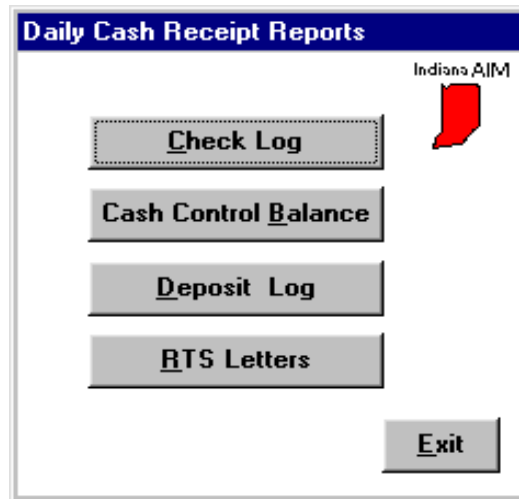 Daily Cash Receipt Reports
Indiana AIM
Check Log
Cash Control Balance
Deposit Log
RTS Letters
Exit